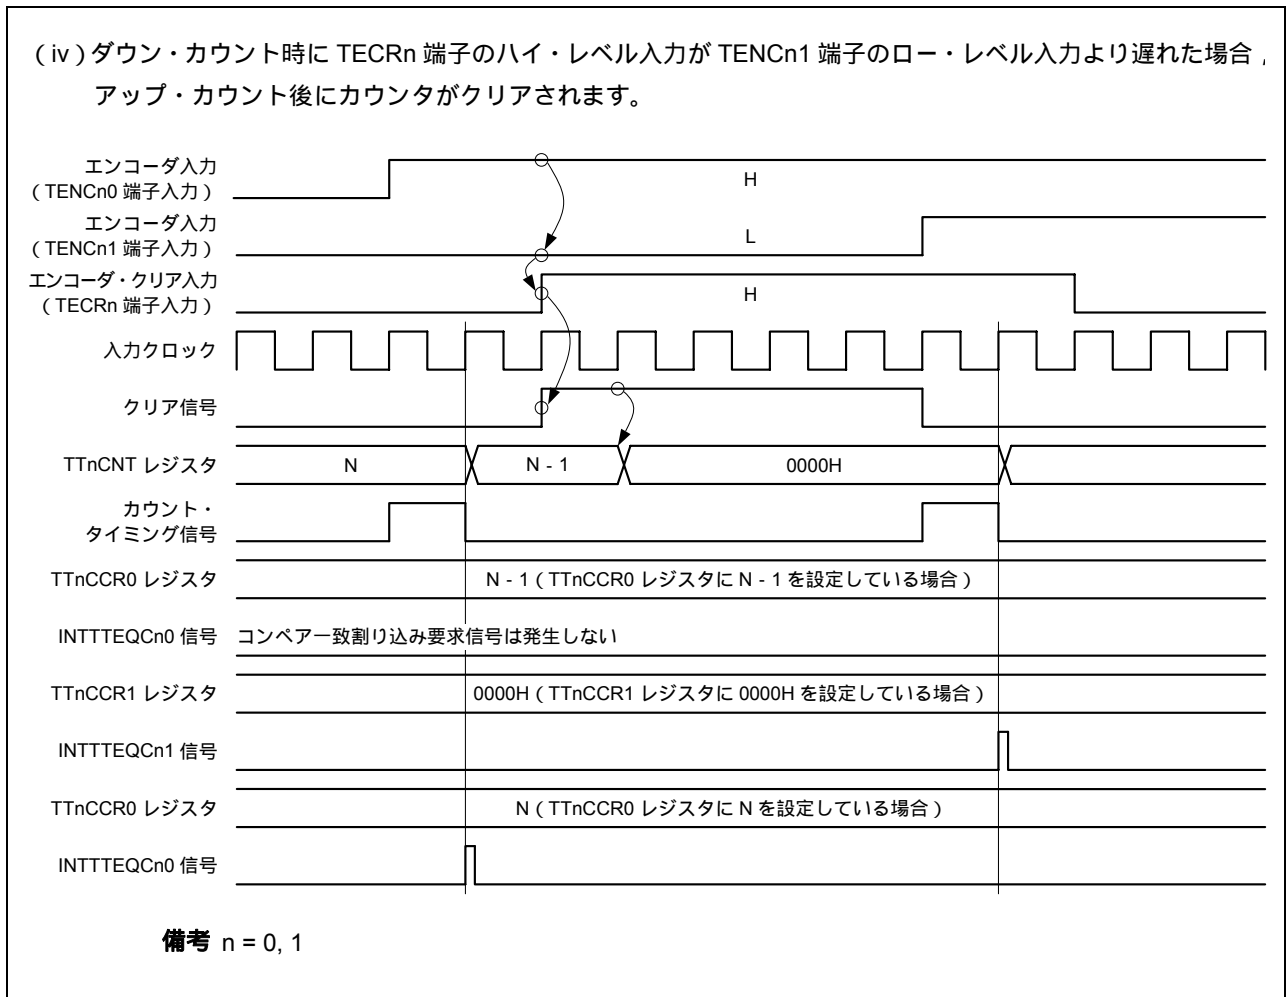 （iv）ダウン・カウント時に TECRn 端子のハイ・レベル入力が TENCn1 端子のロー・レベル入力より遅れた場合，
アップ・カウント後にカウンタがクリアされます。
エンコーダ入力
（TENCn0 端子入力）
H
エンコーダ入力
（TENCn1 端子入力）
L
エンコーダ・クリア入力
（TECRn 端子入力）
H
入力クロック
クリア信号
TTnCNT レジスタ
N
N - 1
0000H
カウント・
タイミング信号
TTnCCR0 レジスタ
N - 1（TTnCCR0 レジスタに N - 1 を設定している場合）
INTTTEQCn0 信号
コンペア一致割り込み要求信号は発生しない
TTnCCR1 レジスタ
0000H（TTnCCR1 レジスタに 0000H を設定している場合）
INTTTEQCn1 信号
TTnCCR0 レジスタ
N（TTnCCR0 レジスタに N を設定している場合）
INTTTEQCn0 信号
備考 n = 0, 1